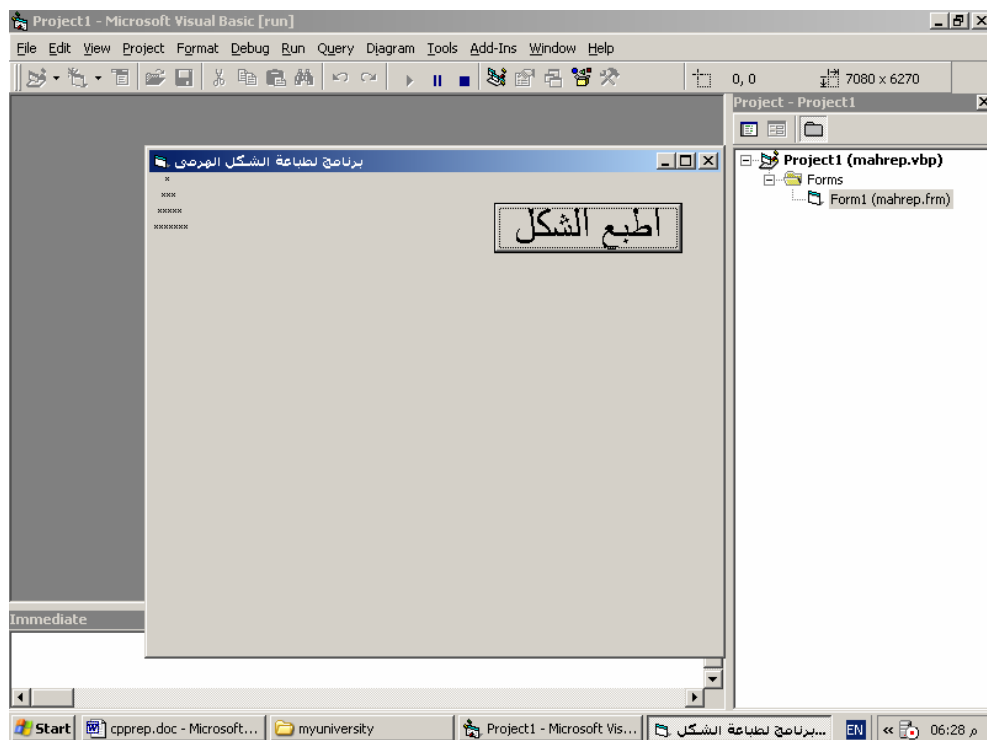 Project1 - Microsoft Visual Basic [run]
File Edit View Project Format Debug Run Query Diagram Tools Add-Ins Window Help
0, 0 7080 x 6270
Project - Project1
Project1 (mahrep.vbp)
Forms
Form1 (mahrep.frm)
برنامج لطباعة الشكل الهرمى
*
***
*****
*******
اطبع الشكل
Immediate
Start cpprep.doc - Microsoft... myuniversity Project1 - Microsoft Vis... برنامج لطباعة الشكل... EN « 06:28 م